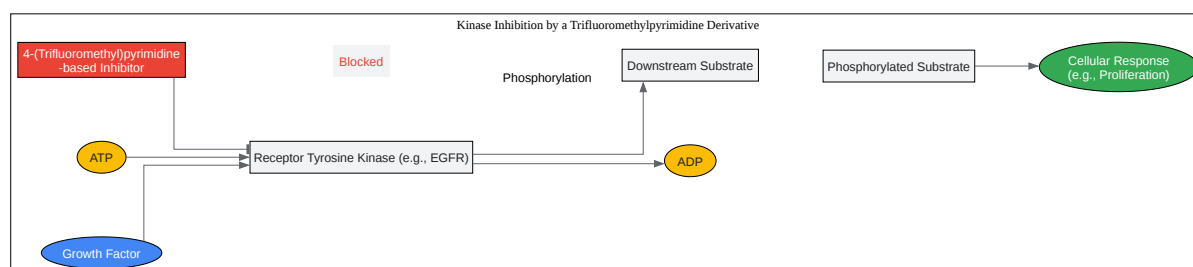 Kinase Inhibition by a Trifluoromethylpyrimidine Derivative
4-(Trifluoromethyl)pyrimidine
-based Inhibitor
Blocked
Phosphorylation
Downstream Substrate
Phosphorylated Substrate
Cellular Response
(e.g., Proliferation)
ATP
Receptor Tyrosine Kinase (e.g., EGFR)
ADP
Growth Factor